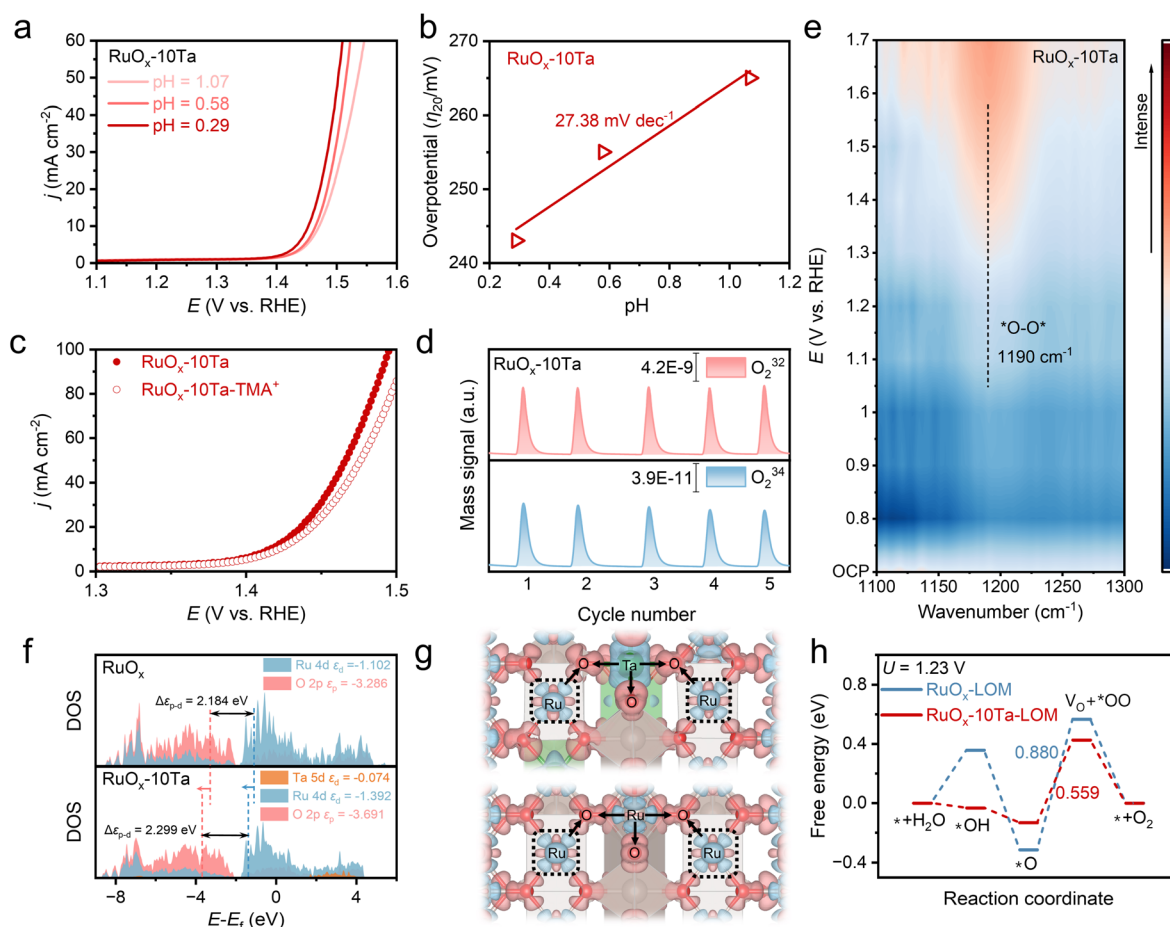 a
60
50
40
30
20
10
0
j (mA cm⁻²)
RuOₓ-10Ta
pH = 1.07
pH = 0.58
pH = 0.29
1.1 1.2 1.3 1.4 1.5 1.6
E (V vs. RHE)
b
270
260
250
240
Overpotential (η₂₀/mV)
RuOₓ-10Ta
27.38 mV dec⁻¹
0.2 0.4 0.6 0.8 1.0 1.2
pH
c
100
80
60
40
20
0
j (mA cm⁻²)
RuOₓ-10Ta
RuOₓ-10Ta-TMA⁺
1.3 1.4 1.5
E (V vs. RHE)
d
Mass signal (a.u.)
RuOₓ-10Ta
4.2E-9
O₂³²
3.9E-11
O₂³⁴
1 2 3 4 5
Cycle number
e
1.7
1.6
1.5
1.4
1.3
1.2
1.1
1
0.9
0.8
OCP
E (V vs. RHE)
RuOₓ-10Ta
*O-O*
1190 cm⁻¹
1100 1150 1200 1250 1300
Wavenumber (cm⁻¹)
Intense
f
DOS
RuOₓ
Ru 4d εd =-1.102
O 2p εp = -3.286
Δεp-d = 2.184 eV
DOS
RuOₓ-10Ta
Ta 5d εd = -0.074
Ru 4d εd =-1.392
O 2p εp = -3.691
Δεp-d = 2.299 eV
-8 -4 0 4
E-Ef (eV)
g
O Ta O
Ru O Ru
O Ru O
Ru O Ru
h
0.8
0.4
0.0
−0.4
Free energy (eV)
U = 1.23 V
RuOₓ-LOM
RuOₓ-10Ta-LOM
V_O+*OO
0.880
0.559
*+H₂O
*OH
*O
*+O₂
Reaction coordinate